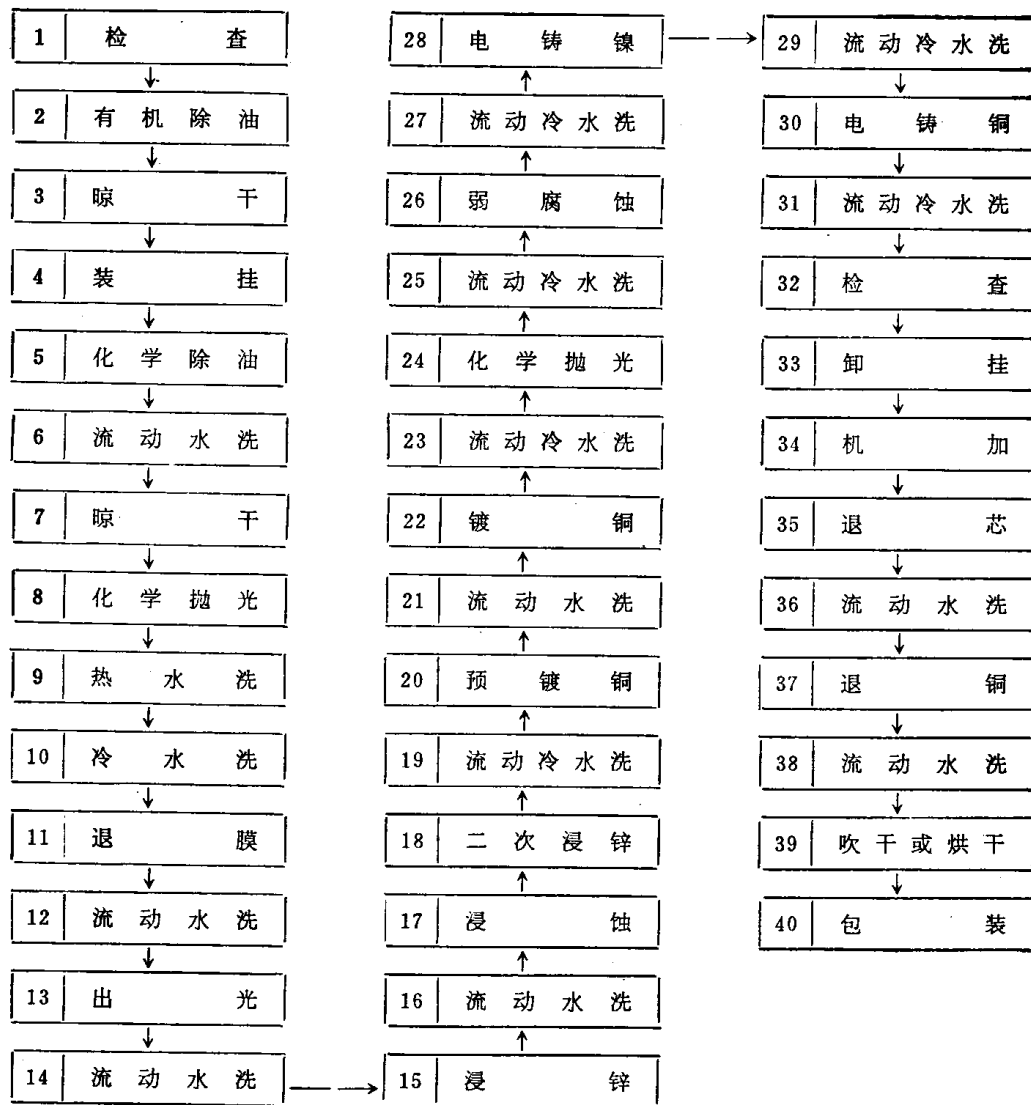 1 检查
2 有机除油
3 晾干
4 装挂
5 化学除油
6 流动水洗
7 晾干
8 化学抛光
9 热水洗
10 冷水洗
11 退膜
12 流动水洗
13 出光
14 流动水洗
15 浸锌
16 流动水洗
17 浸蚀
18 二次浸锌
19 流动冷水洗
20 预镀铜
21 流动水洗
22 镀铜
23 流动冷水洗
24 化学抛光
25 流动冷水洗
26 弱腐蚀
27 流动冷水洗
28 电铸镍
29 流动冷水洗
30 电铸铜
31 流动冷水洗
32 检查
33 卸挂
34 机加
35 退芯
36 流动水洗
37 退铜
38 流动水洗
39 吹干或烘干
40 包装